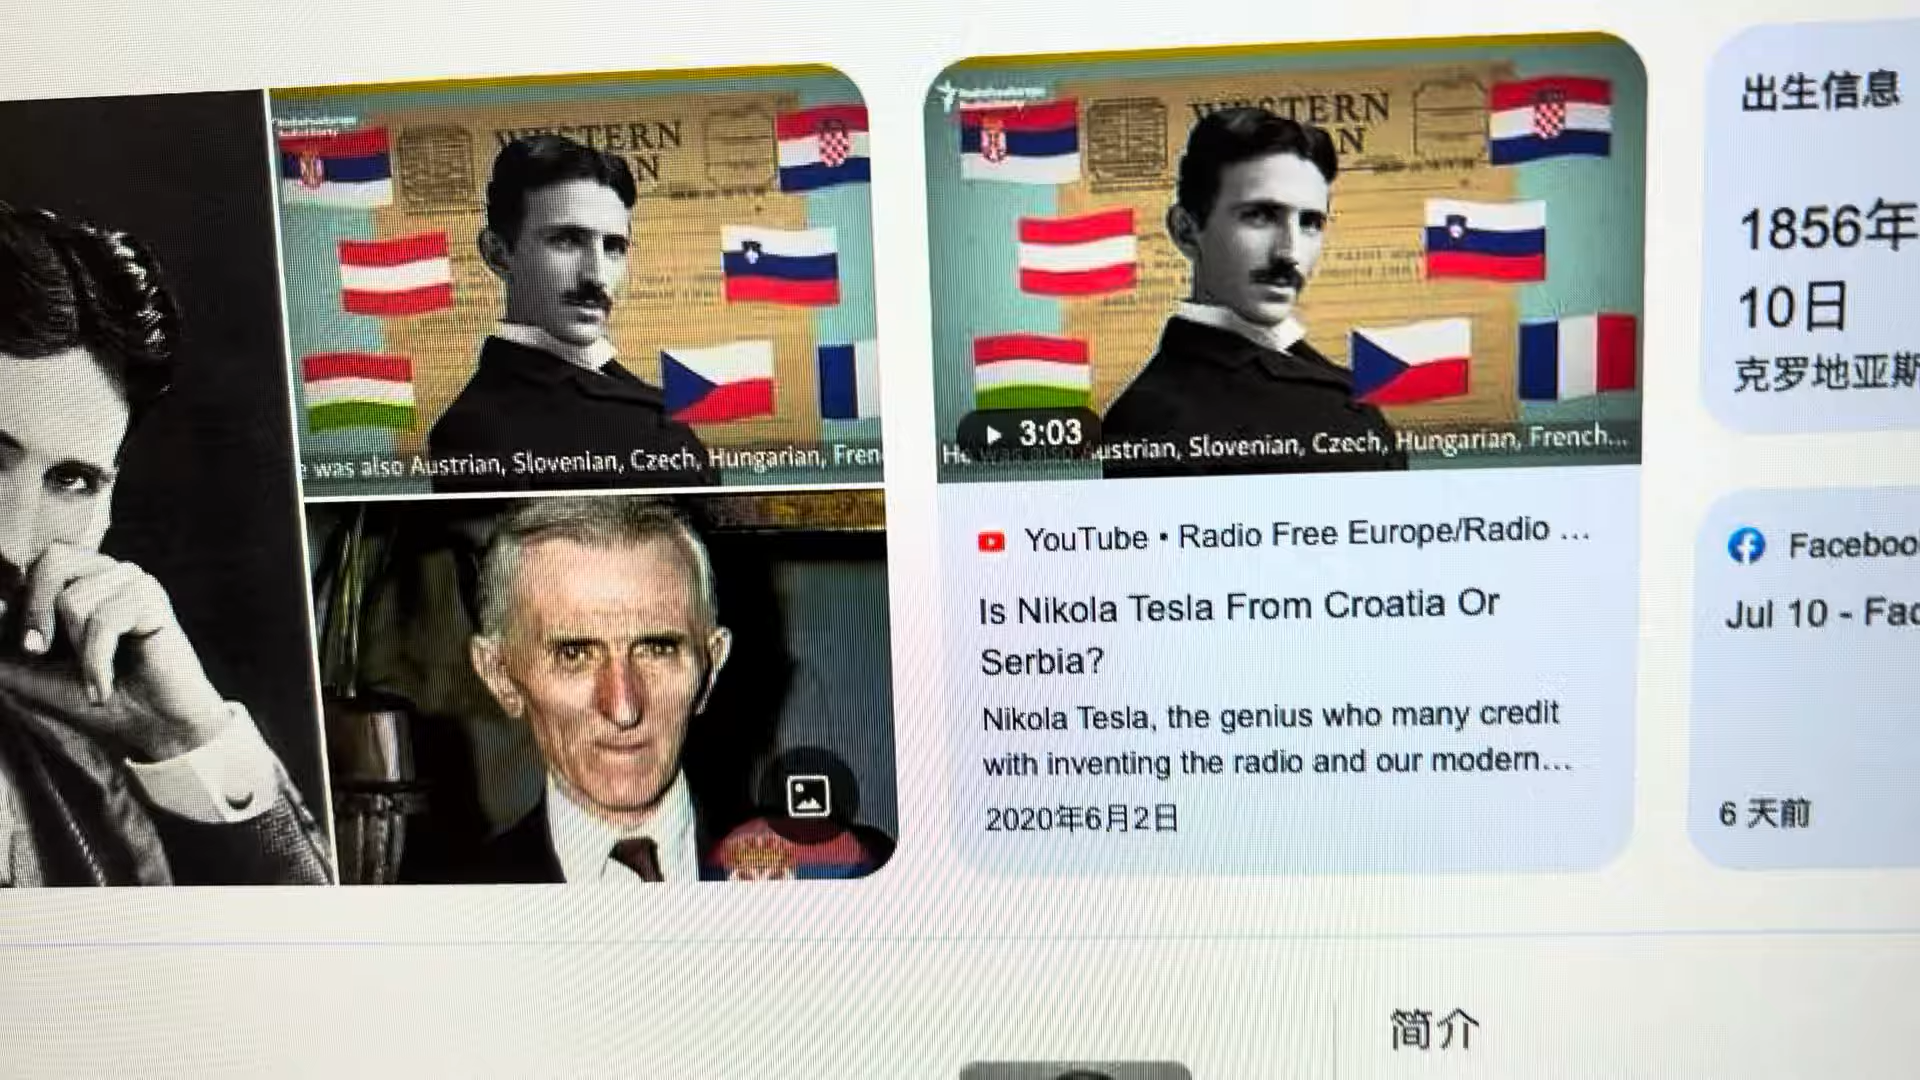 WESTERN
N
was also Austrian, Slovenian, Czech, Hungarian, Fren
WESTERN
N
3:03
ustrian, Slovenian, Czech, Hungarian, French...
YouTube • Radio Free Europe/Radio ...
Is Nikola Tesla From Croatia Or
Serbia?
Nikola Tesla, the genius who many credit
with inventing the radio and our modern...
2020年6月2日
出生信息
1856年
10日
克罗地亚斯
Faceboo
Jul 10 - Fac
6 天前
简介